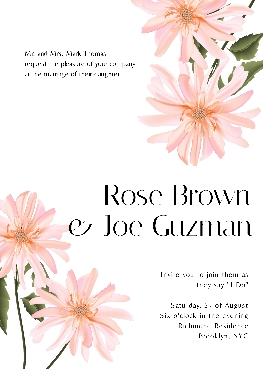 Mr. and Mrs. Mark Thomas
request the pleasure of your company
at the marriage of their daughter
Rose Brown
& Joe Guzman
Invite you to join them as
they say "I Do"
Saturday, of August
Six o'clock in the evening
Richmond Residence
Brooklyn, NYC